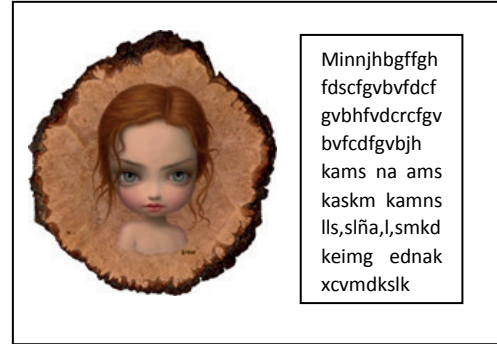 Minnjhbgffgh
fdscfgvbvfdcf
gvbhfvdcrcfgv
bvfcdfgvbjh
kams na ams
kaskm kamns
lls,slña,l,smkd
keimg ednak
xcvmdkslk